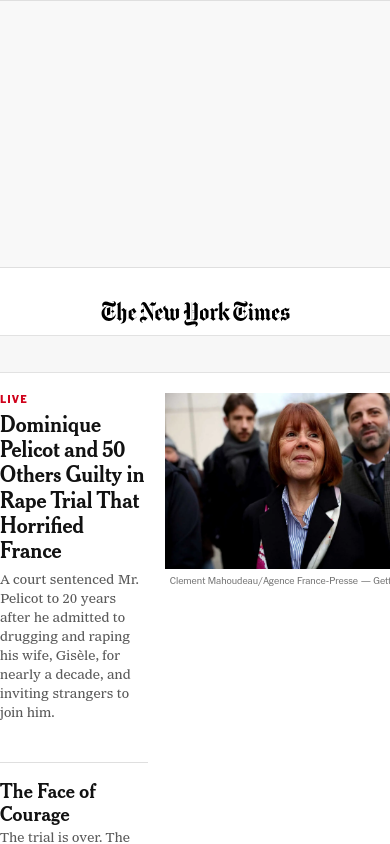 The New York Times
LIVE
Dominique
Pelicot and 50
Others Guilty in
Rape Trial That
Horrified
France
A court sentenced Mr.
Pelicot to 20 years
after he admitted to
drugging and raping
his wife, Gisèle, for
nearly a decade, and
inviting strangers to
join him.
Clement Mahoudeau/Agence France-Presse — Gett
The Face of
Courage
The trial is over. The